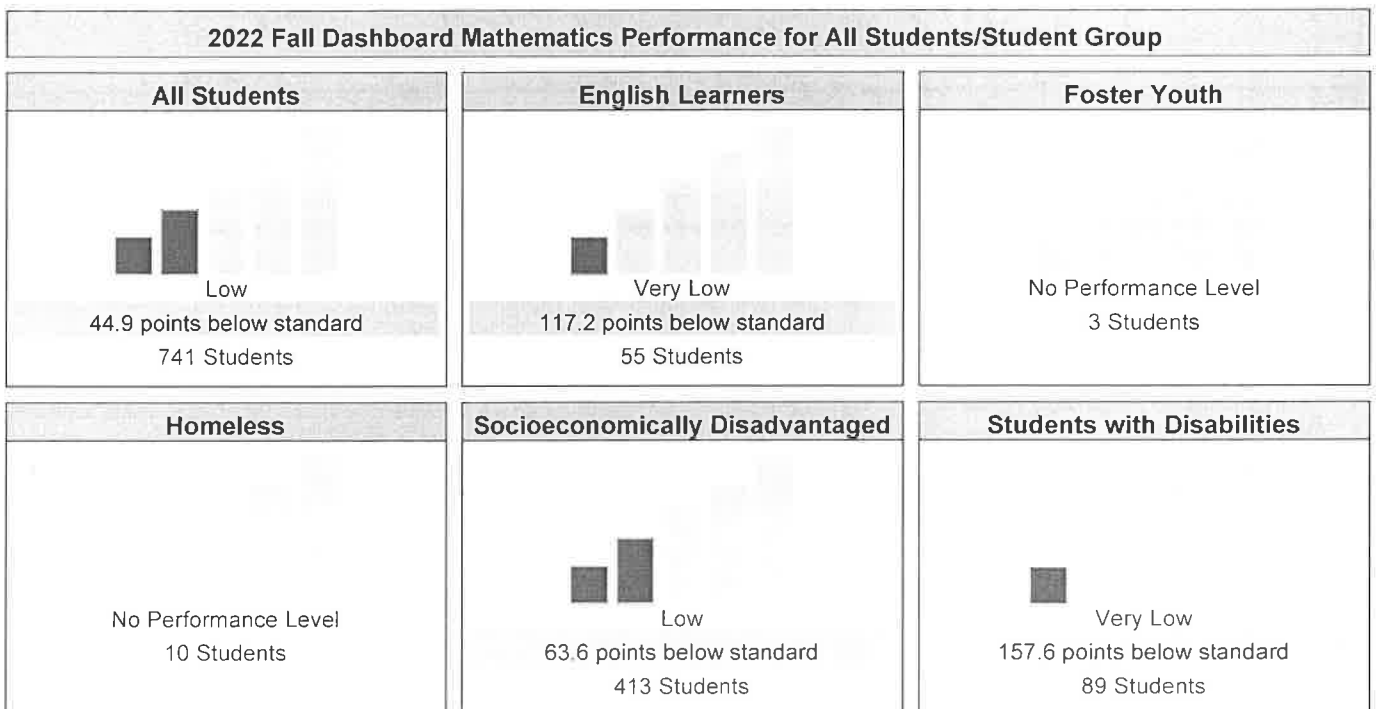 2022 Fall Dashboard Mathematics Performance for All Students/Student Group
All Students
Low
44.9 points below standard
741 Students
English Learners
Very Low
117.2 points below standard
55 Students
Foster Youth
No Performance Level
3 Students
Homeless
No Performance Level
10 Students
Socioeconomically Disadvantaged
Low
63.6 points below standard
413 Students
Students with Disabilities
Very Low
157.6 points below standard
89 Students